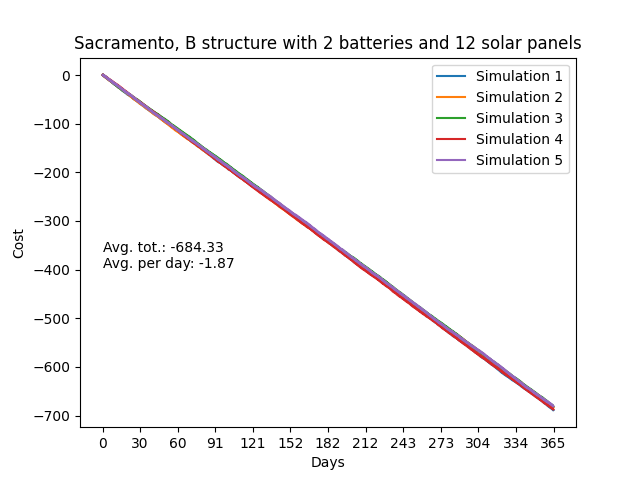 Sacramento, B structure with 2 batteries and 12 solar panels
Simulation 1
Simulation 2
Simulation 3
Simulation 4
Simulation 5
Avg. tot.: -684.33
Avg. per day: -1.87
Cost
0
−100
−200
−300
−400
−500
−600
−700
0 30 60 91 121 152 182 212 243 273 304 334 365
Days